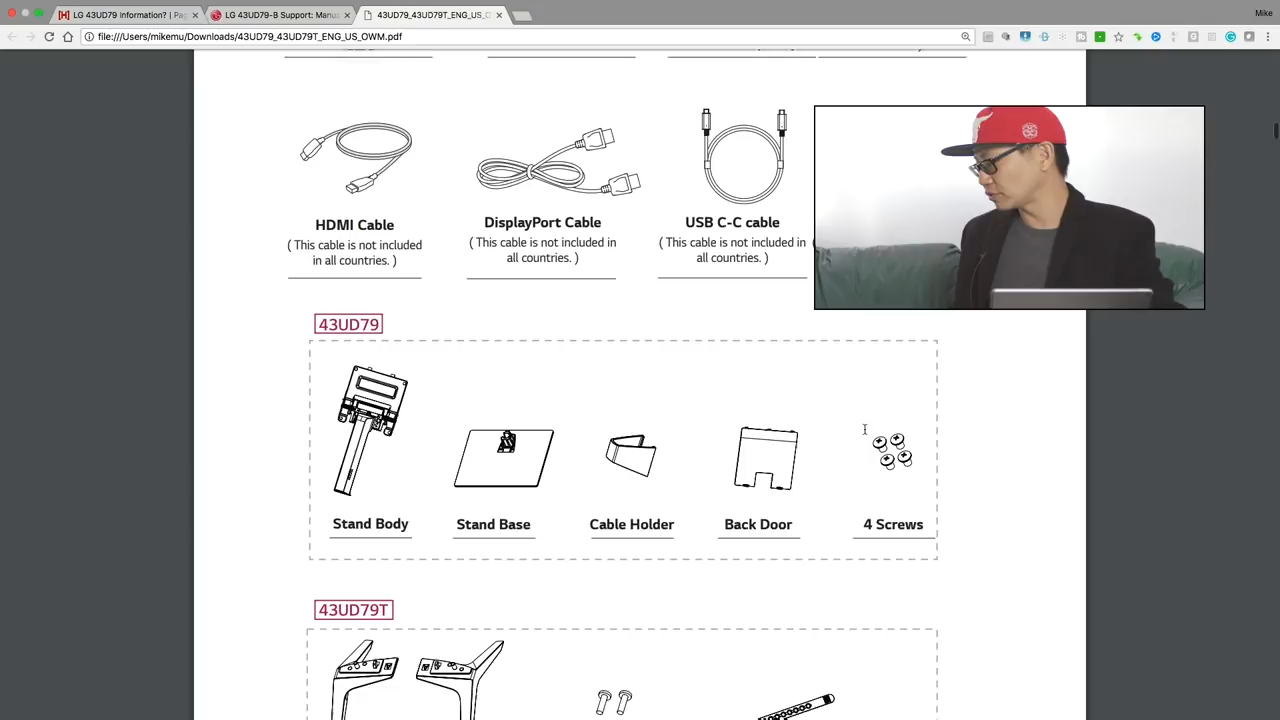 LG 43UD79 Information? | Pag
LG 43UD79-B Support: Manua
43UD79_43UD79T_ENG_US_O
Mike
file:///Users/mikemu/Downloads/43UD79_43UD79T_ENG_US_OWM.pdf
HDMI Cable
( This cable is not included
in all countries. )
DisplayPort Cable
( This cable is not included in
all countries. )
USB C-C cable
( This cable is not included in
all countries. )
43UD79
Stand Body
Stand Base
Cable Holder
Back Door
4 Screws
43UD79T